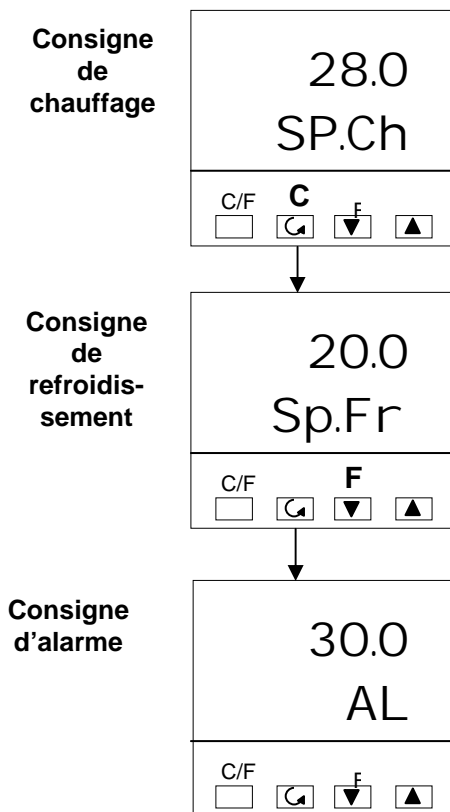 Consigne
de
chauffage
28.0
SP.Ch
C/F C F
Consigne
de
refroidis-
sement
20.0
Sp.Fr
C/F F
Consigne
d'alarme
30.0
AL
C/F F